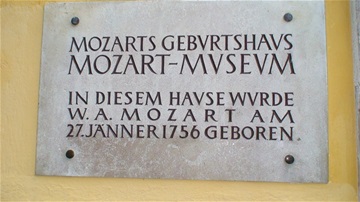 MOZARTS GEBVRTSHAVS
MOZART-MVSEVM
IN DIESEM HAVSE WVRDE
W. A. MOZART AM
27. JÄNNER 1756 GEBOREN.